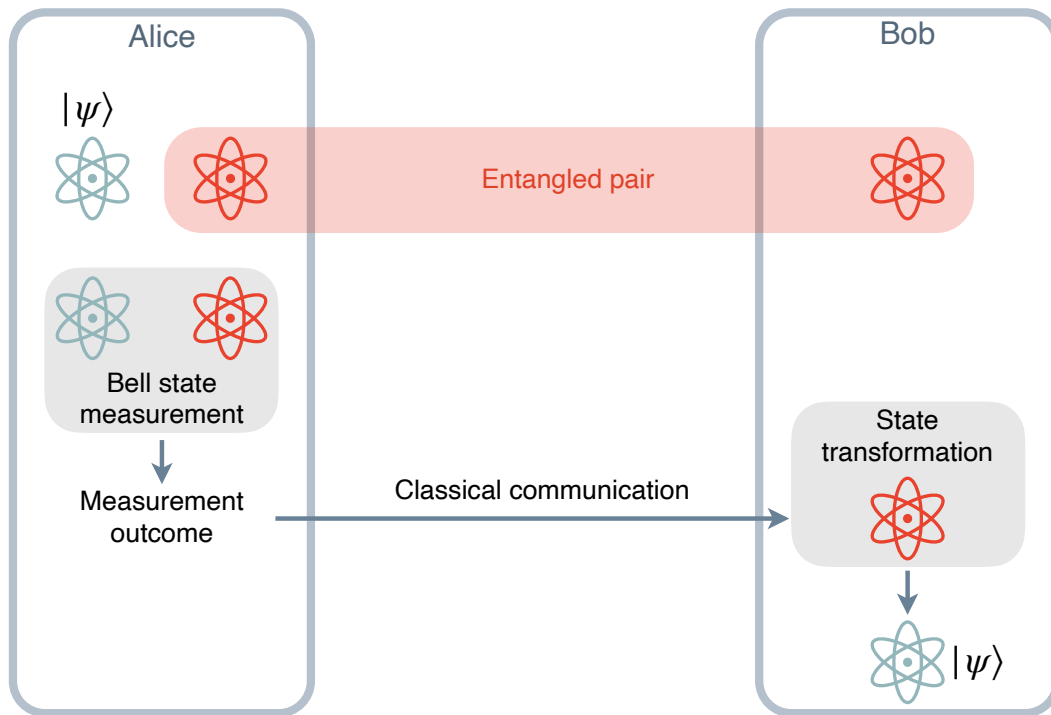 Alice
Bob
|ψ⟩
Entangled pair
Bell state
measurement
Measurement
outcome
Classical communication
State
transformation
|ψ⟩